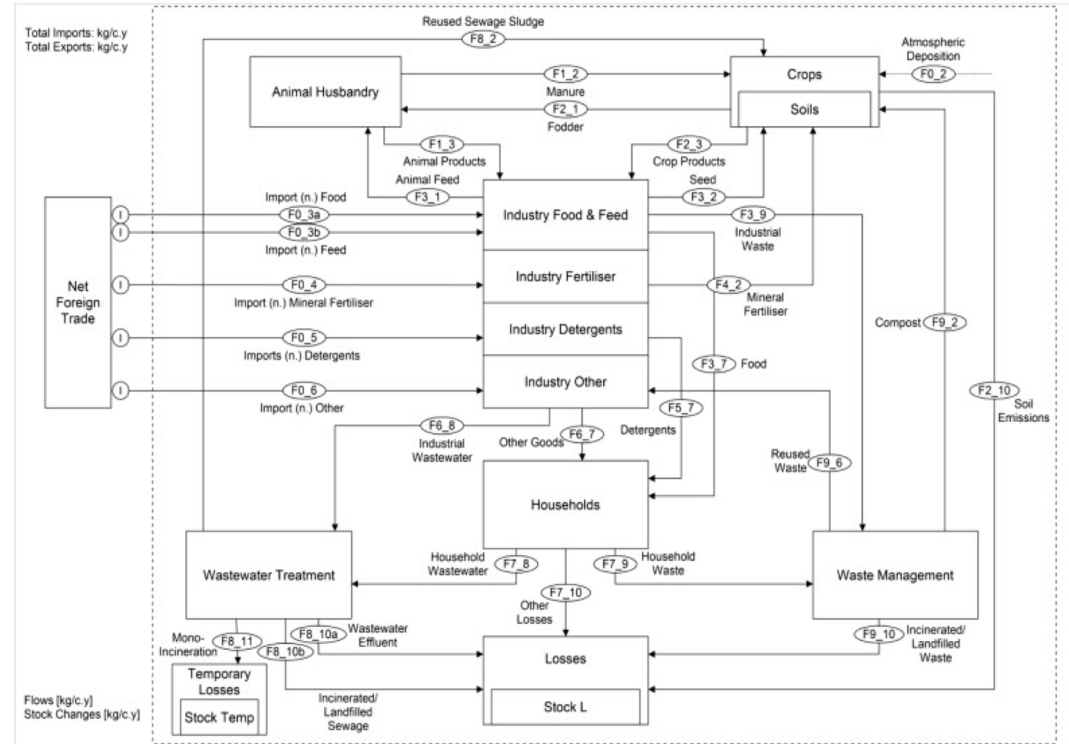 Total Imports: kg/c.y
Total Exports: kg/c.y
Reused Sewage Sludge
F8_2
Atmospheric
Deposition
F0_2
Animal Husbandry
F1_2
Manure
F2_1
Fodder
Crops
Soils
F1_3
Animal Products
F2_3
Crop Products
Animal Feed
F3_1
Seed
F3_2
Net
Foreign
Trade
I
I
I
I
I
Import (n.) Food
F0_3a
F0_3b
Import (n.) Feed
F0_4
Import (n.) Mineral Fertiliser
F0_5
Imports (n.) Detergents
F0_6
Import (n.) Other
Industry Food & Feed
Industry Fertiliser
Industry Detergents
Industry Other
F3_9
Industrial
Waste
F4_2
Mineral
Fertiliser
F3_7
Food
Compost
F9_2
F2_10
Soil
Emissions
F6_8
Industrial
Wastewater
Other Goods
F6_7
Detergents
F5_7
Reused
Waste
F9_6
Households
Wastewater Treatment
Household
Wastewater
F7_8
Household
Waste
F7_9
Waste Management
Other
Losses
F7_10
Mono-
Incineration
F8_11
F8_10b
F8_10a
Wastewater
Effluent
F9_10
Incinerated/
Landfilled
Waste
Temporary
Losses
Stock Temp
Incinerated/
Landfilled
Sewage
Losses
Stock L
Flows [kg/c.y]
Stock Changes [kg/c.y]